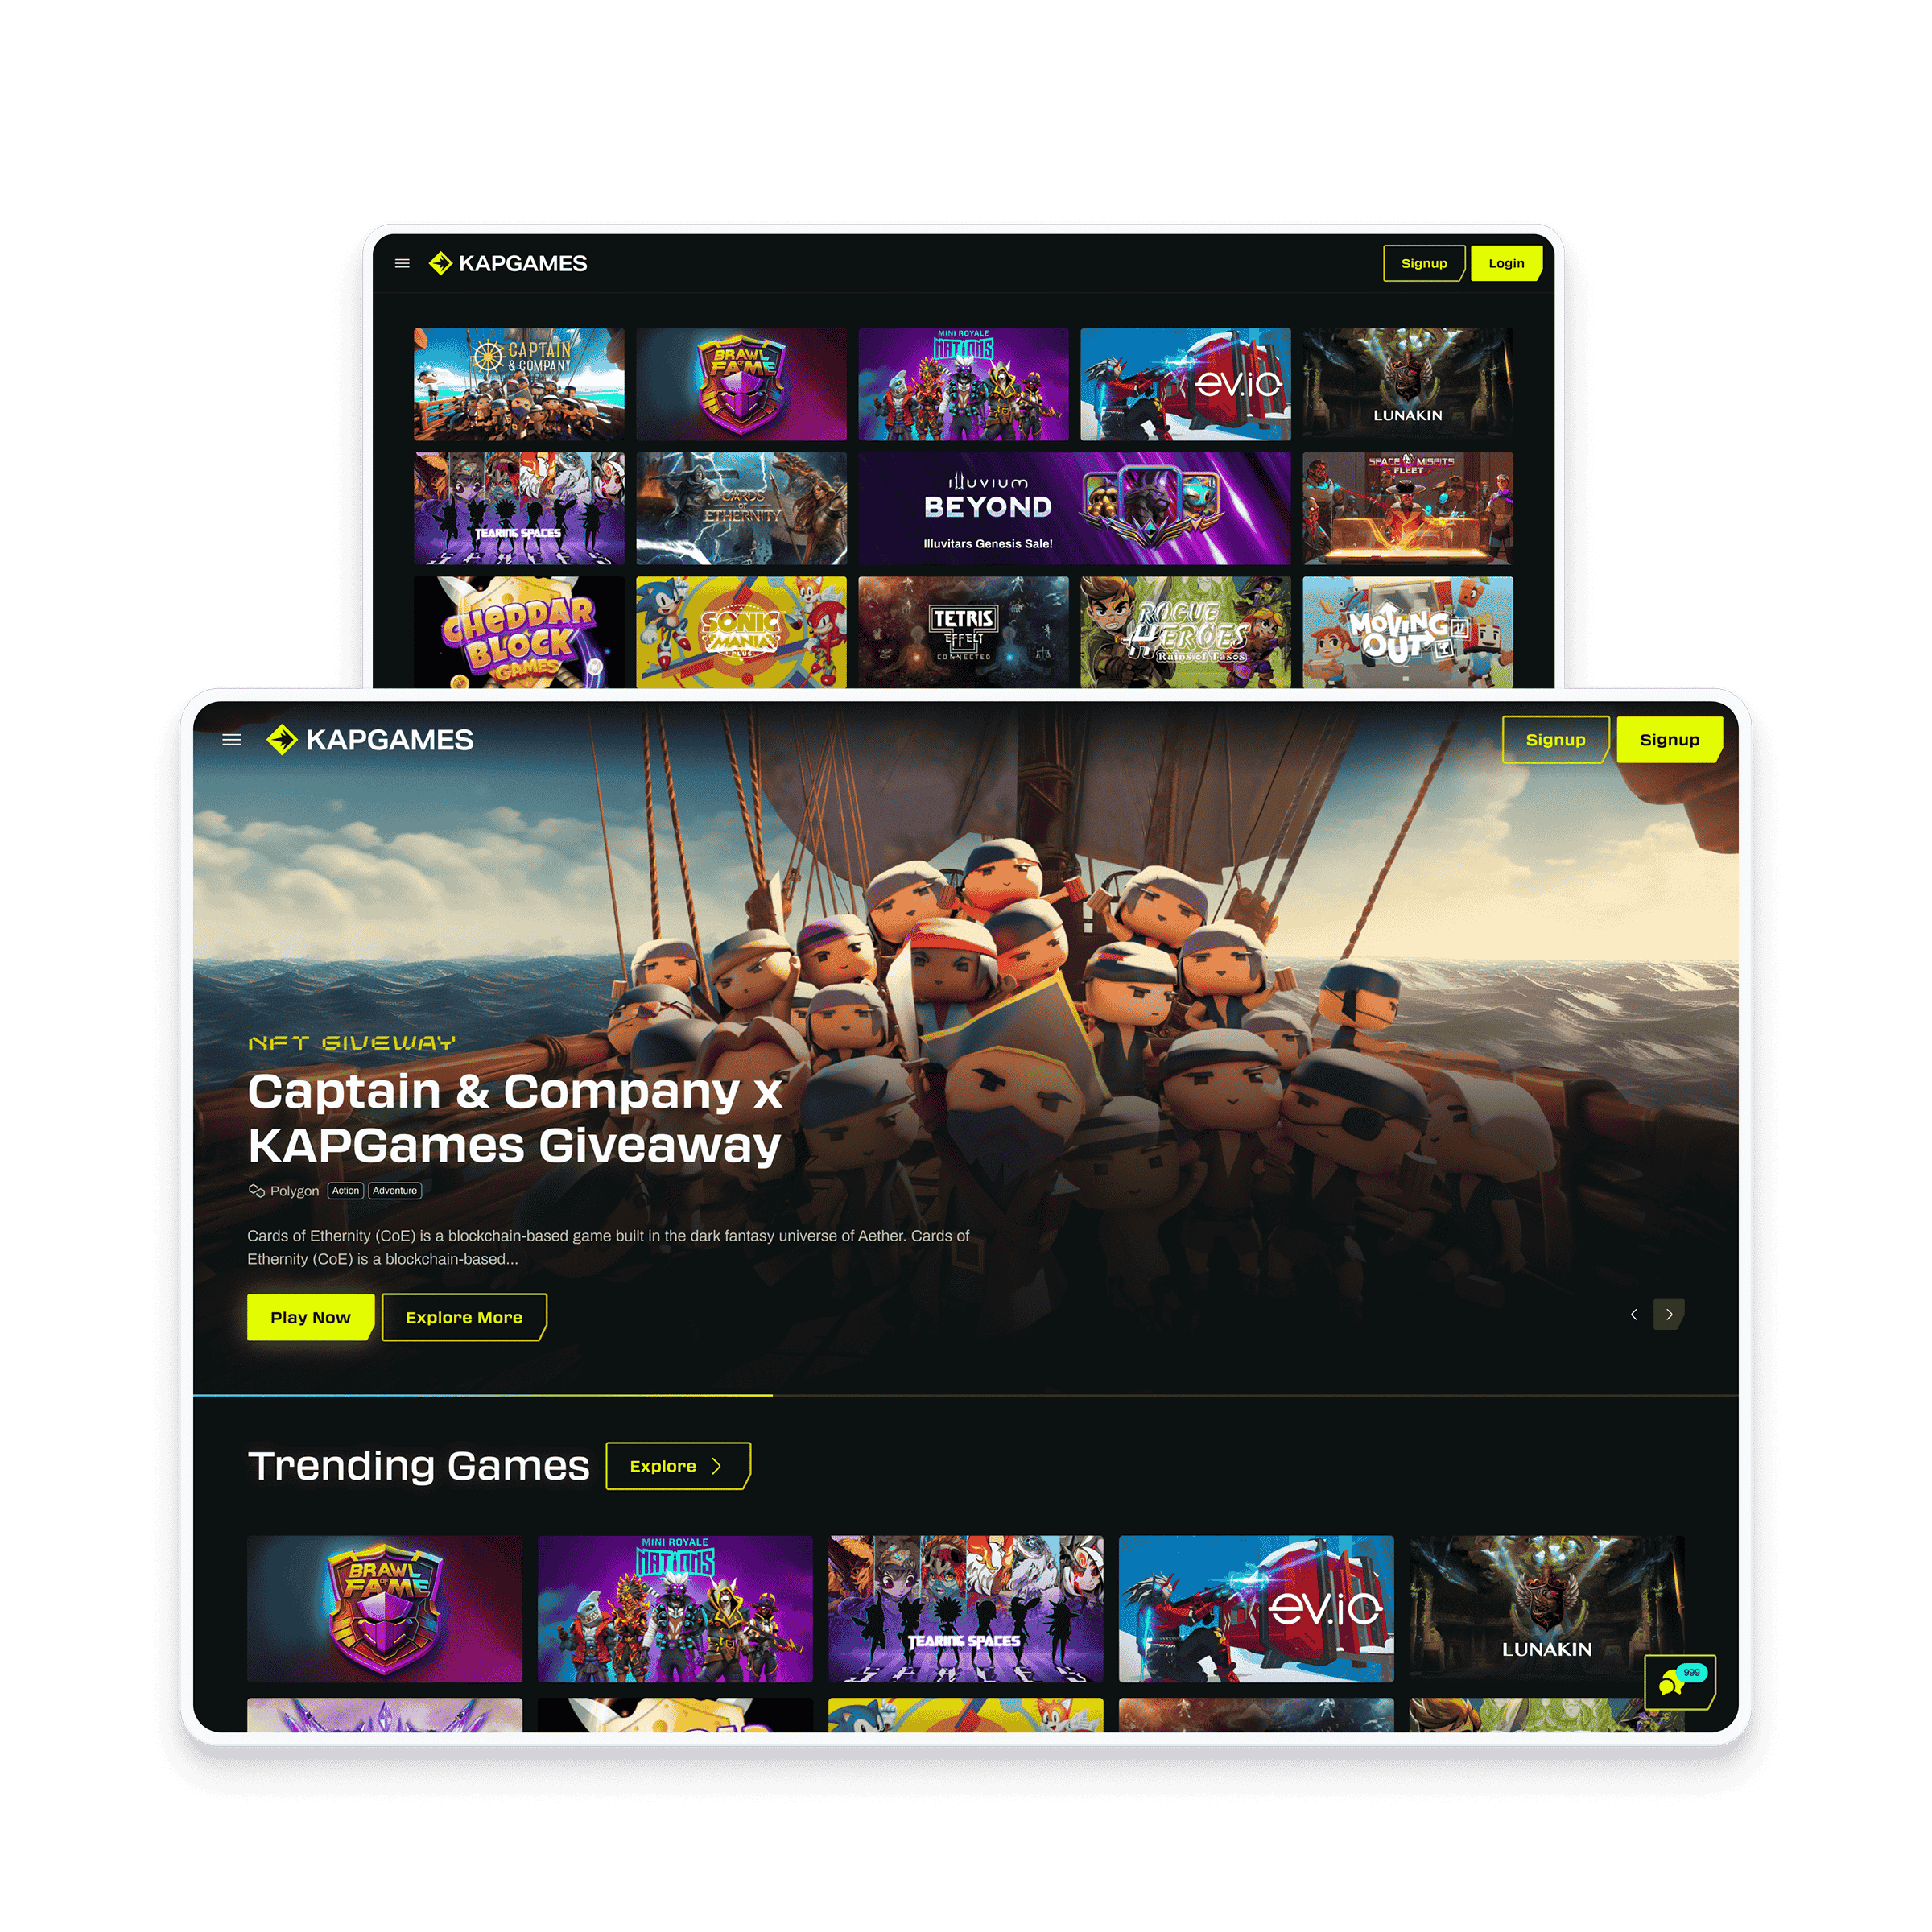 KAPGAMES
Signup
Login
CAPTAIN
& COMPANY
BRAWL
OF
FAME
MINI ROYALE
NATIONS
ev.io
LUNAKIN
TEARING SPACES
CARDS
OF
ETHERNITY
ILLUVIUM
BEYOND
Illuvitars Genesis Sale!
SPACE MISFITS
FLEET
CHEDDAR
BLOCK
GAMES
SONIC
MANIA
PLUS
TETRIS
EFFECT
CONNECTED
ROGUE
HEROES
Ruins of Tasos
MOVING
OUT
KAPGAMES
Signup
Signup
NFT GIVEWAY
Captain & Company x
KAPGames Giveaway
Polygon Action Adventure
Cards of Ethernity (CoE) is a blockchain-based game built in the dark fantasy universe of Aether. Cards of
Ethernity (CoE) is a blockchain-based...
Play Now
Explore More
Trending Games
Explore
BRAWL
OF
FAME
MINI ROYALE
NATIONS
TEARING SPACES
ev.io
LUNAKIN
999